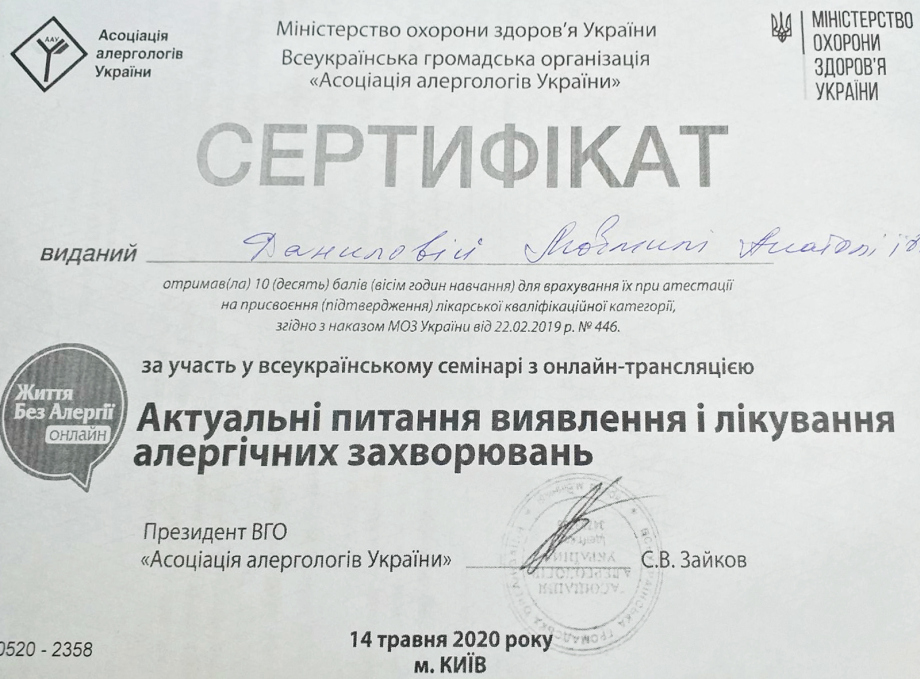 Асоціація
алергологів
України
Міністерство охорони здоров'я України
Всеукраїнська громадська організація
«Асоціація алергологів України»
МІНІСТЕРСТВО
ОХОРОНИ
ЗДОРОВ'Я
УКРАЇНИ
СЕРТИФІКАТ
виданий Даниловій Людмилі Анатолії
отримав(ла) 10 (десять) балів (вісім годин навчання) для врахування їх при атестації
на присвоєння (підтвердження) лікарської кваліфікаційної категорії,
згідно з наказом МОЗ України від 22.02.2019 р. № 446.
за участь у всеукраїнському семінарі з онлайн-трансляцією
Життя
Без Алергії
онлайн
Актуальні питання виявлення і лікування
алергічних захворювань
Президент ВГО
«Асоціація алергологів України»
С.В. Зайков
АСОЦІАЦІЯ
АЛЕРГОЛОГІВ
УКРАЇНИ
0520 - 2358
14 травня 2020 року
м. КИЇВ